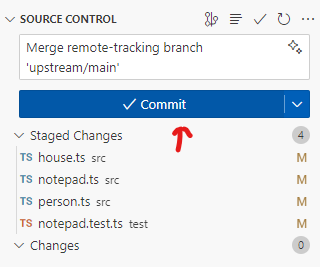 SOURCE CONTROL
Merge remote-tracking branch
'upstream/main'
Commit
Staged Changes 4
TS house.ts src M
TS notepad.ts src M
TS person.ts src M
TS notepad.test.ts test M
Changes 0